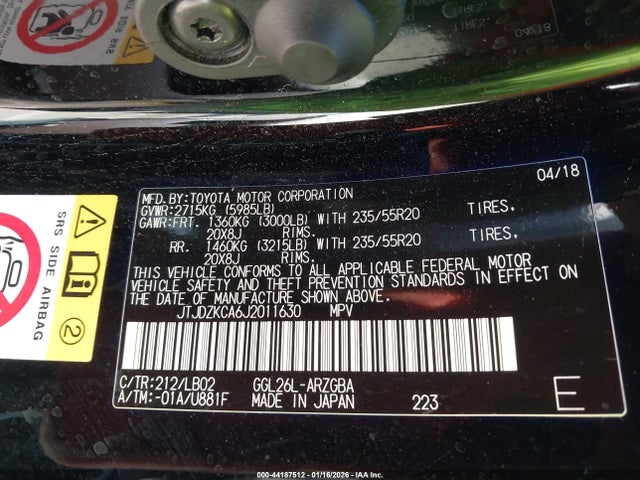 04/18
MFD.BY:TOYOTA MOTOR CORPORATION
GVWR:2715KG (5985LB)
GAWR:FRT. 1360KG (3000LB) WITH 235/55R20 TIRES.
20X8J RIMS.
RR. 1460KG (3215LB) WITH 235/55R20 TIRES.
20X8J RIMS.
THIS VEHICLE CONFORMS TO ALL APPLICABLE FEDERAL MOTOR
VEHICLE SAFETY AND THEFT PREVENTION STANDARDS IN EFFECT ON
THE DATE OF MANUFACTURE SHOWN ABOVE.
JTJDZKCA6J2011630 MPV
C/TR:212/LB02 GGL26L-ARZGBA
A/TM:-01A/U881F MADE IN JAPAN 223 E
SRS SIDE AIRBAG
2
000-44187512 - 01/16/2026 - IAA Inc.